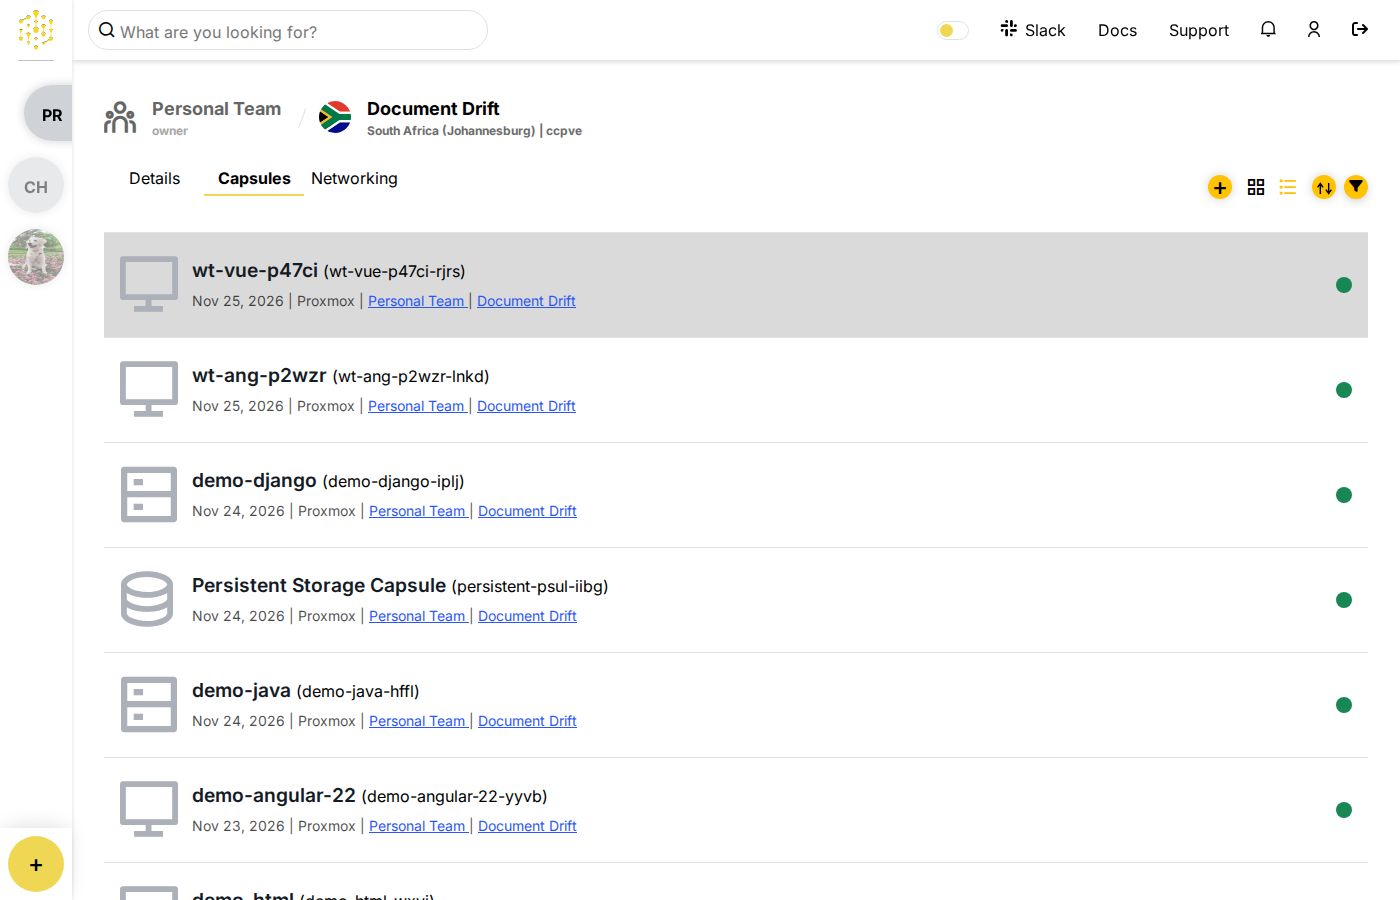 What are you looking for?
Slack
Docs
Support
PR
CH
Personal Team
owner
/
Document Drift
South Africa (Johannesburg) | ccpve
Details
Capsules
Networking
wt-vue-p47ci (wt-vue-p47ci-rjrs)
Nov 25, 2026 | Proxmox | Personal Team | Document Drift
wt-ang-p2wzr (wt-ang-p2wzr-lnkd)
Nov 25, 2026 | Proxmox | Personal Team | Document Drift
demo-django (demo-django-iplj)
Nov 24, 2026 | Proxmox | Personal Team | Document Drift
Persistent Storage Capsule (persistent-psul-iibg)
Nov 24, 2026 | Proxmox | Personal Team | Document Drift
demo-java (demo-java-hffl)
Nov 24, 2026 | Proxmox | Personal Team | Document Drift
demo-angular-22 (demo-angular-22-yyvb)
Nov 23, 2026 | Proxmox | Personal Team | Document Drift
demo-html